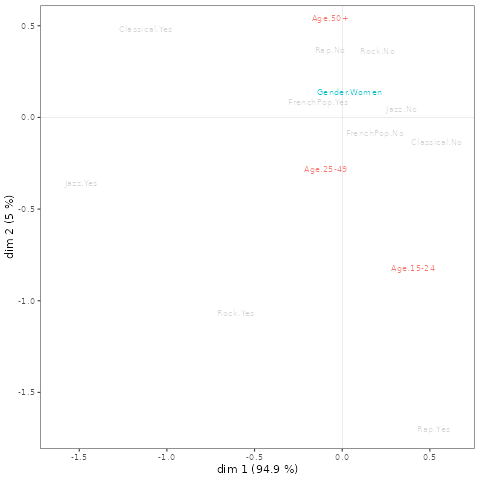 0.5
0.0
-0.5
-1.0
-1.5
dim 2 (5 %)
Age.50+
Classical.Yes
Rap.No
Rock.No
Gender.Women
FrenchPop.Yes
Jazz.No
FrenchPop.No
Classical.No
Age.25-49
Jazz.Yes
Age.15-24
Rock.Yes
Rap.Yes
-1.5 -1.0 -0.5 0.0 0.5
dim 1 (94.9 %)